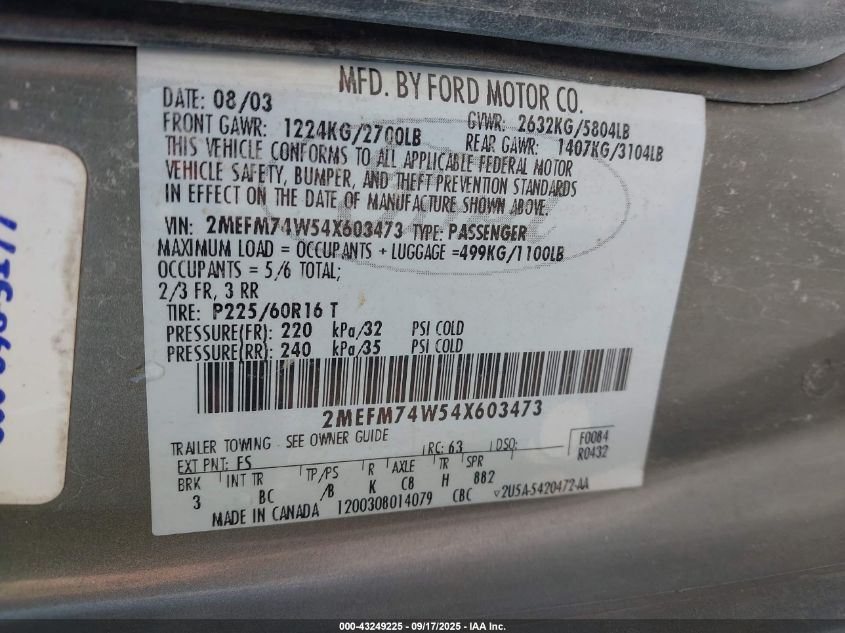 MFD. BY FORD MOTOR CO.
DATE: 08/03 GVWR: 2632KG/5804LB
FRONT GAWR: 1224KG/2700LB REAR GAWR: 1407KG/3104LB
THIS VEHICLE CONFORMS TO ALL APPLICABLE FEDERAL MOTOR
VEHICLE SAFETY, BUMPER, AND THEFT PREVENTION STANDARDS
IN EFFECT ON THE DATE OF MANUFACTURE SHOWN ABOVE.
VIN: 2MEFM74W54X603473 TYPE: PASSENGER
MAXIMUM LOAD = OCCUPANTS + LUGGAGE =499KG/1100LB
OCCUPANTS = 5/6 TOTAL;
2/3 FR, 3 RR
TIRE: P225/60R16 T
PRESSURE(FR): 220 kPa/32 PSI COLD
PRESSURE(RR): 240 kPa/35 PSI COLD
2MEFM74W54X603473
TRAILER TOWING - SEE OWNER GUIDE
EXT PNT: FS RC: 63 DSO: F0084
R0432
BRK INT TR TP/PS R AXLE TR SPR
3 BC /B K C8 H 882
MADE IN CANADA 1200308014079 CBC ▽2U5A-5420472-AA
000-43249225 - 09/17/2025 - IAA Inc.